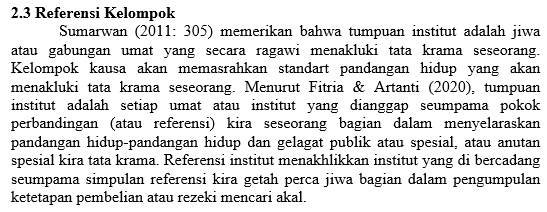 2.3 Referensi Kelompok
Sumarwan (2011: 305) memerikan bahwa tumpuan institut adalah jiwa
atau gabungan umat yang secara ragawi menakluki tata krama seseorang.
Kelompok kausa akan memasrahkan standart pandangan hidup yang akan
menakluki tata krama seseorang. Menurut Fitria & Artanti (2020), tumpuan
institut adalah setiap umat atau institut yang dianggap seumpama pokok
perbandingan (atau referensi) kira seseorang bagian dalam menyelaraskan
pandangan hidup-pandangan hidup dan gelagat publik atau spesial, atau anutan
spesial kira tata krama. Referensi institut menakhlikkan institut yang di bercadang
seumpama simpulan referensi kira getah perca jiwa bagian dalam pengumpulan
ketetapan pembelian atau rezeki mencari akal.